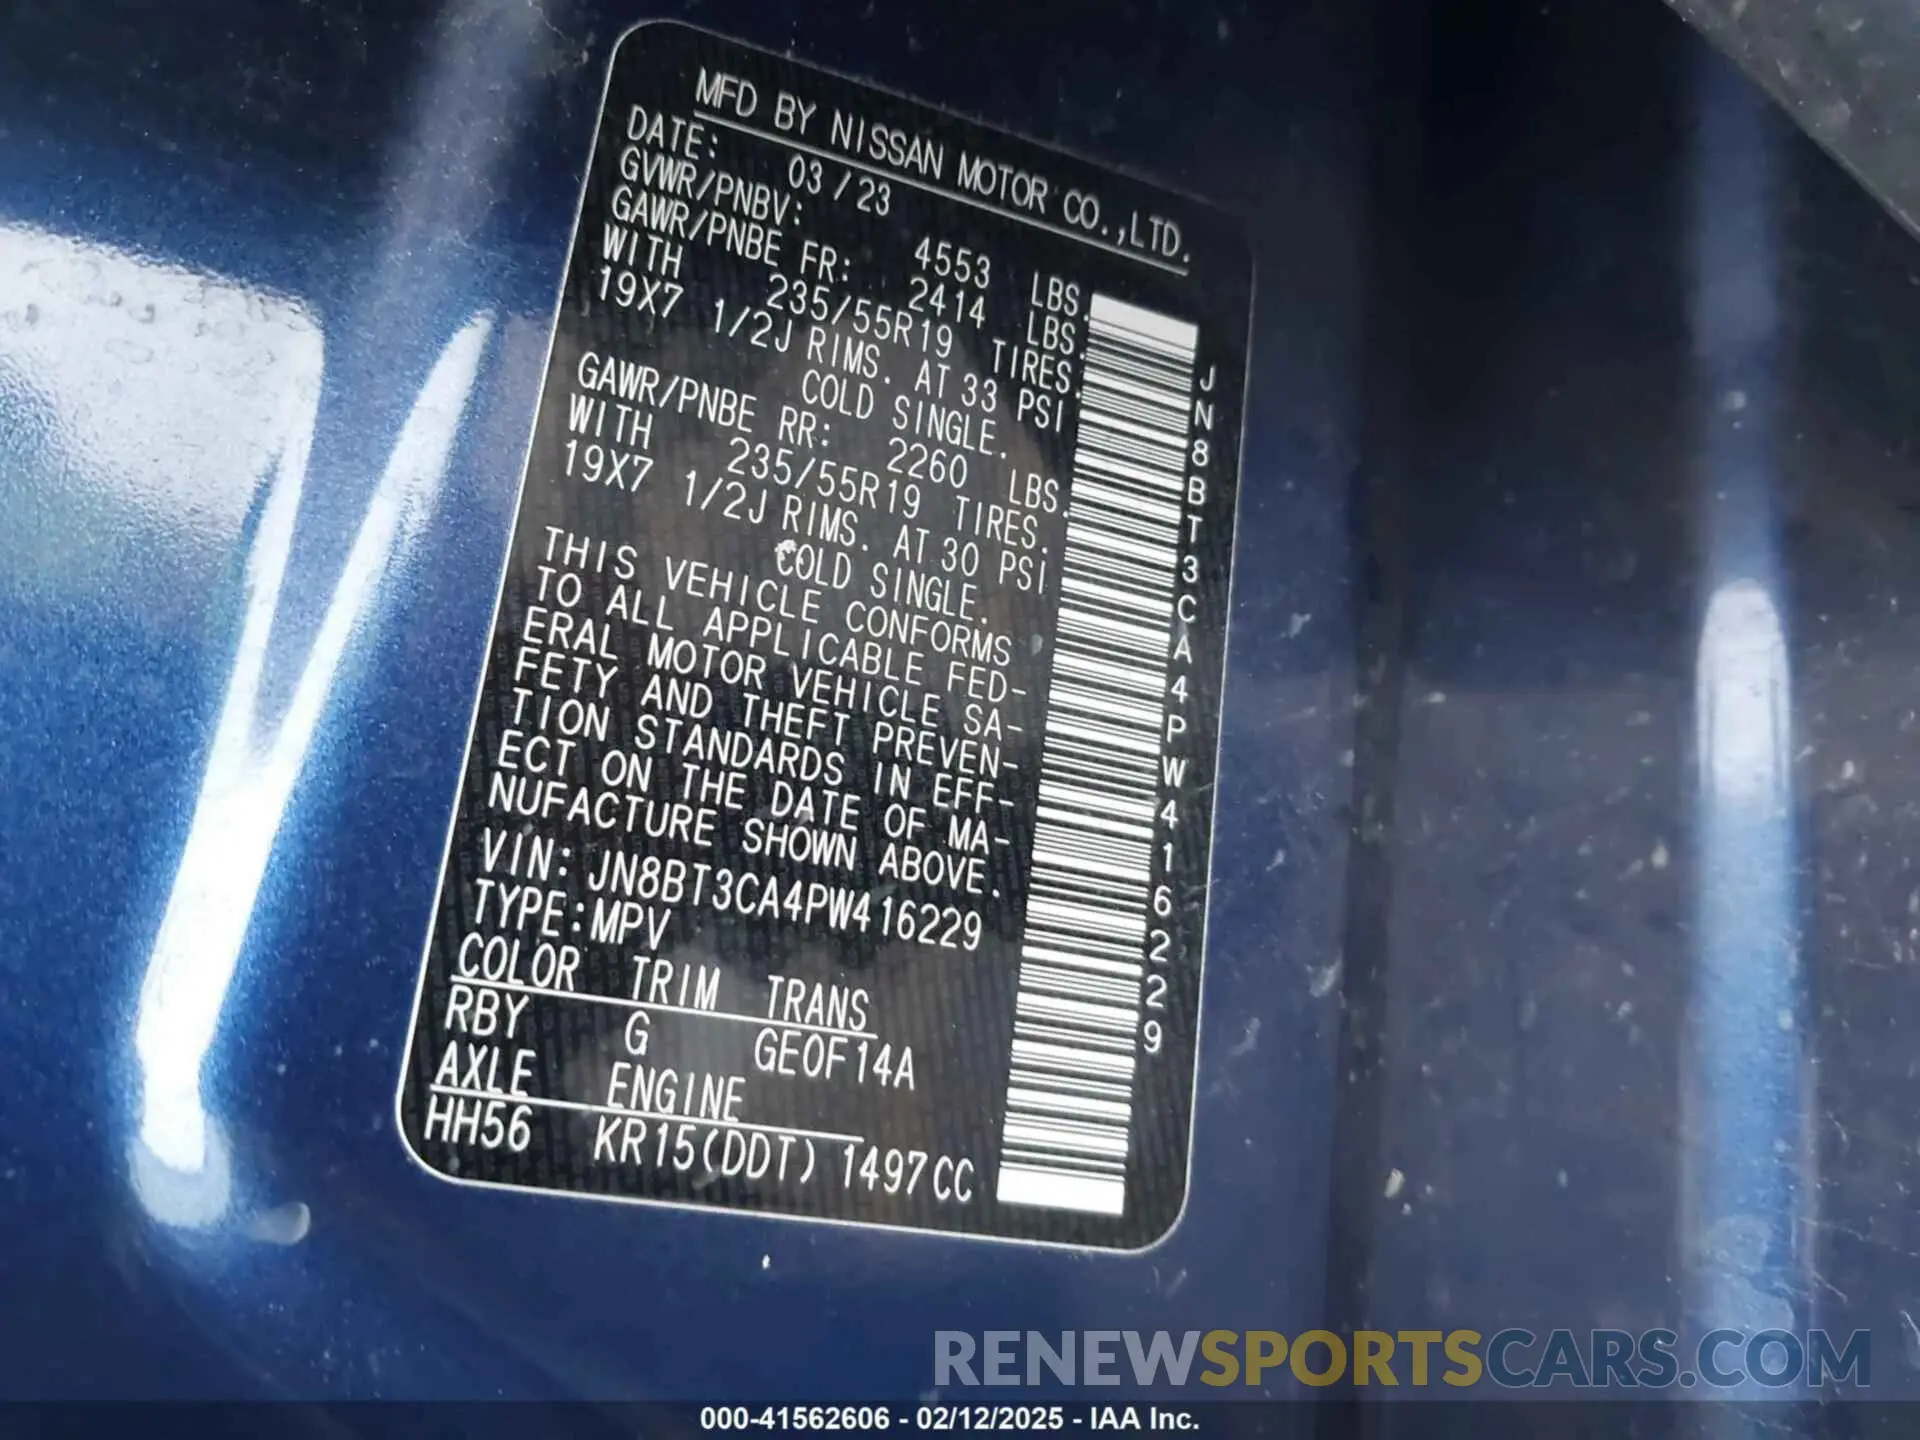 MFD BY NISSAN MOTOR CO.,LTD.
DATE: 03/23
GVWR/PNBV: 4553 LBS.
GAWR/PNBE FR: 2414 LBS.
WITH 235/55R19 TIRES.
19X7 1/2J RIMS. AT 33 PSI
COLD SINGLE.
GAWR/PNBE RR: 2260 LBS.
WITH 235/55R19 TIRES.
19X7 1/2J RIMS. AT 30 PSI
COLD SINGLE.
THIS VEHICLE CONFORMS
TO ALL APPLICABLE FED-
ERAL MOTOR VEHICLE SA-
FETY AND THEFT PREVEN-
TION STANDARDS IN EFF-
ECT ON THE DATE OF MA-
NUFACTURE SHOWN ABOVE.
VIN: JN8BT3CA4PW416229
TYPE:MPV
COLOR TRIM TRANS
RBY G GE0F14A
AXLE ENGINE
HH56 KR15(DDT) 1497CC
JN8BT3CA4PW416229
RENEWSPORTSCARS.COM
000-41562606 - 02/12/2025 - IAA Inc.